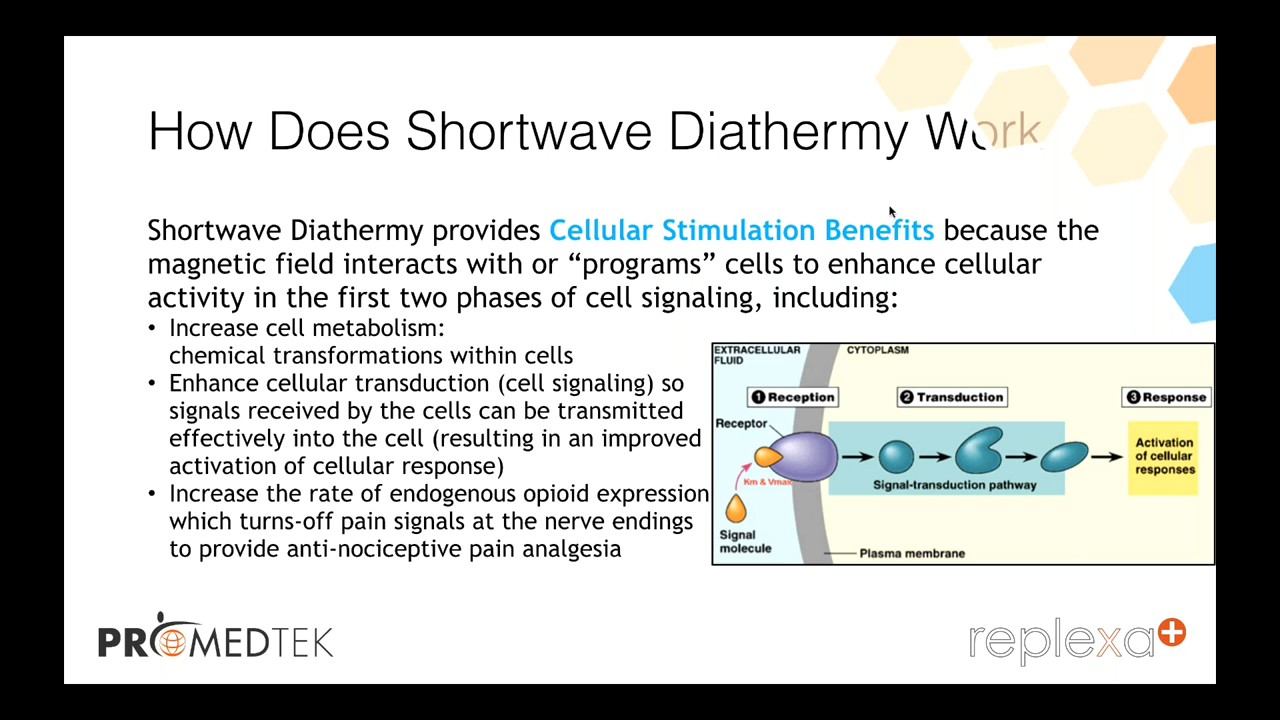 How Does Shortwave Diathermy Work
Shortwave Diathermy provides Cellular Stimulation Benefits because the
magnetic field interacts with or “programs” cells to enhance cellular
activity in the first two phases of cell signaling, including:
• Increase cell metabolism:
chemical transformations within cells
• Enhance cellular transduction (cell signaling) so
signals received by the cells can be transmitted
effectively into the cell (resulting in an improved
activation of cellular response)
• Increase the rate of endogenous opioid expression
which turns-off pain signals at the nerve endings
to provide anti-nociceptive pain analgesia
EXTRACELLULAR
FLUID
CYTOPLASM
1 Reception
2 Transduction
3 Response
Receptor
Km & Vmax
Activation
of cellular
responses
Signal-transduction pathway
Signal
molecule
Plasma membrane
PROMEDTEK
replexa+